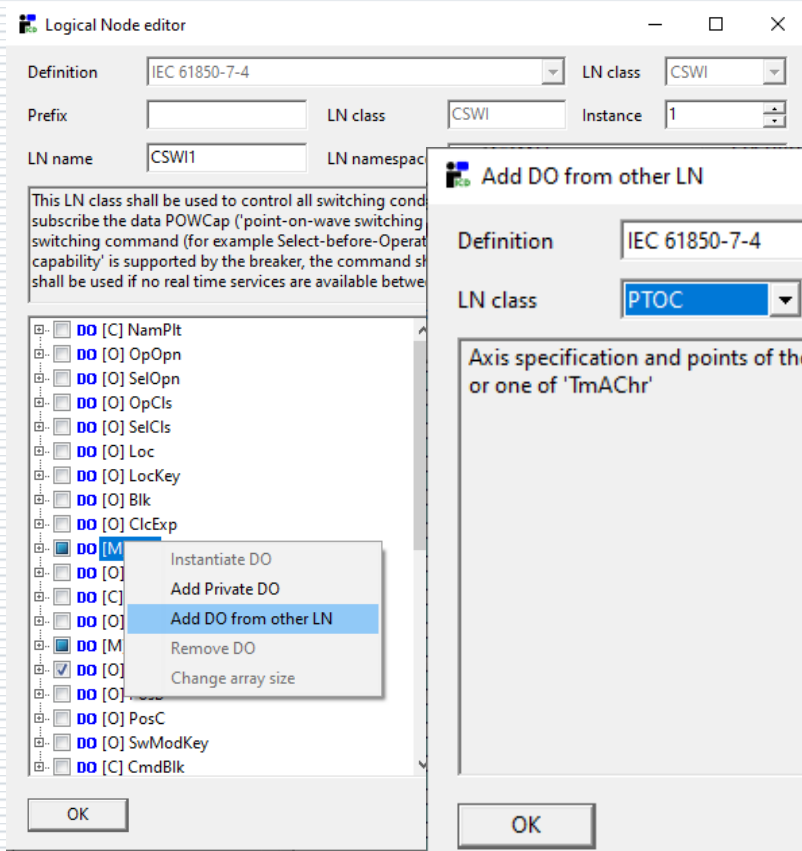 Logical Node editor
Definition IEC 61850-7-4 LN class CSWI
Prefix LN class CSWI Instance 1
LN name CSWI1 LN namespac
This LN class shall be used to control all switching cond
subscribe the data POWCap ('point-on-wave switching
switching command (for example Select-before-Operat
capability' is supported by the breaker, the command sh
shall be used if no real time services are available betwe
DO [C] NamPlt
DO [O] OpOpn
DO [O] SelOpn
DO [O] OpCls
DO [O] SelCls
DO [O] Loc
DO [O] LocKey
DO [O] Blk
DO [O] ClcExp
DO [M
DO [O]
DO [C]
DO [O]
DO [M
DO [O]
DO [O]
DO [O] PosC
DO [O] SwModKey
DO [C] CmdBlk
OK
Instantiate DO
Add Private DO
Add DO from other LN
Remove DO
Change array size
Add DO from other LN
Definition IEC 61850-7-4
LN class PTOC
Axis specification and points of the
or one of 'TmAChr'
OK